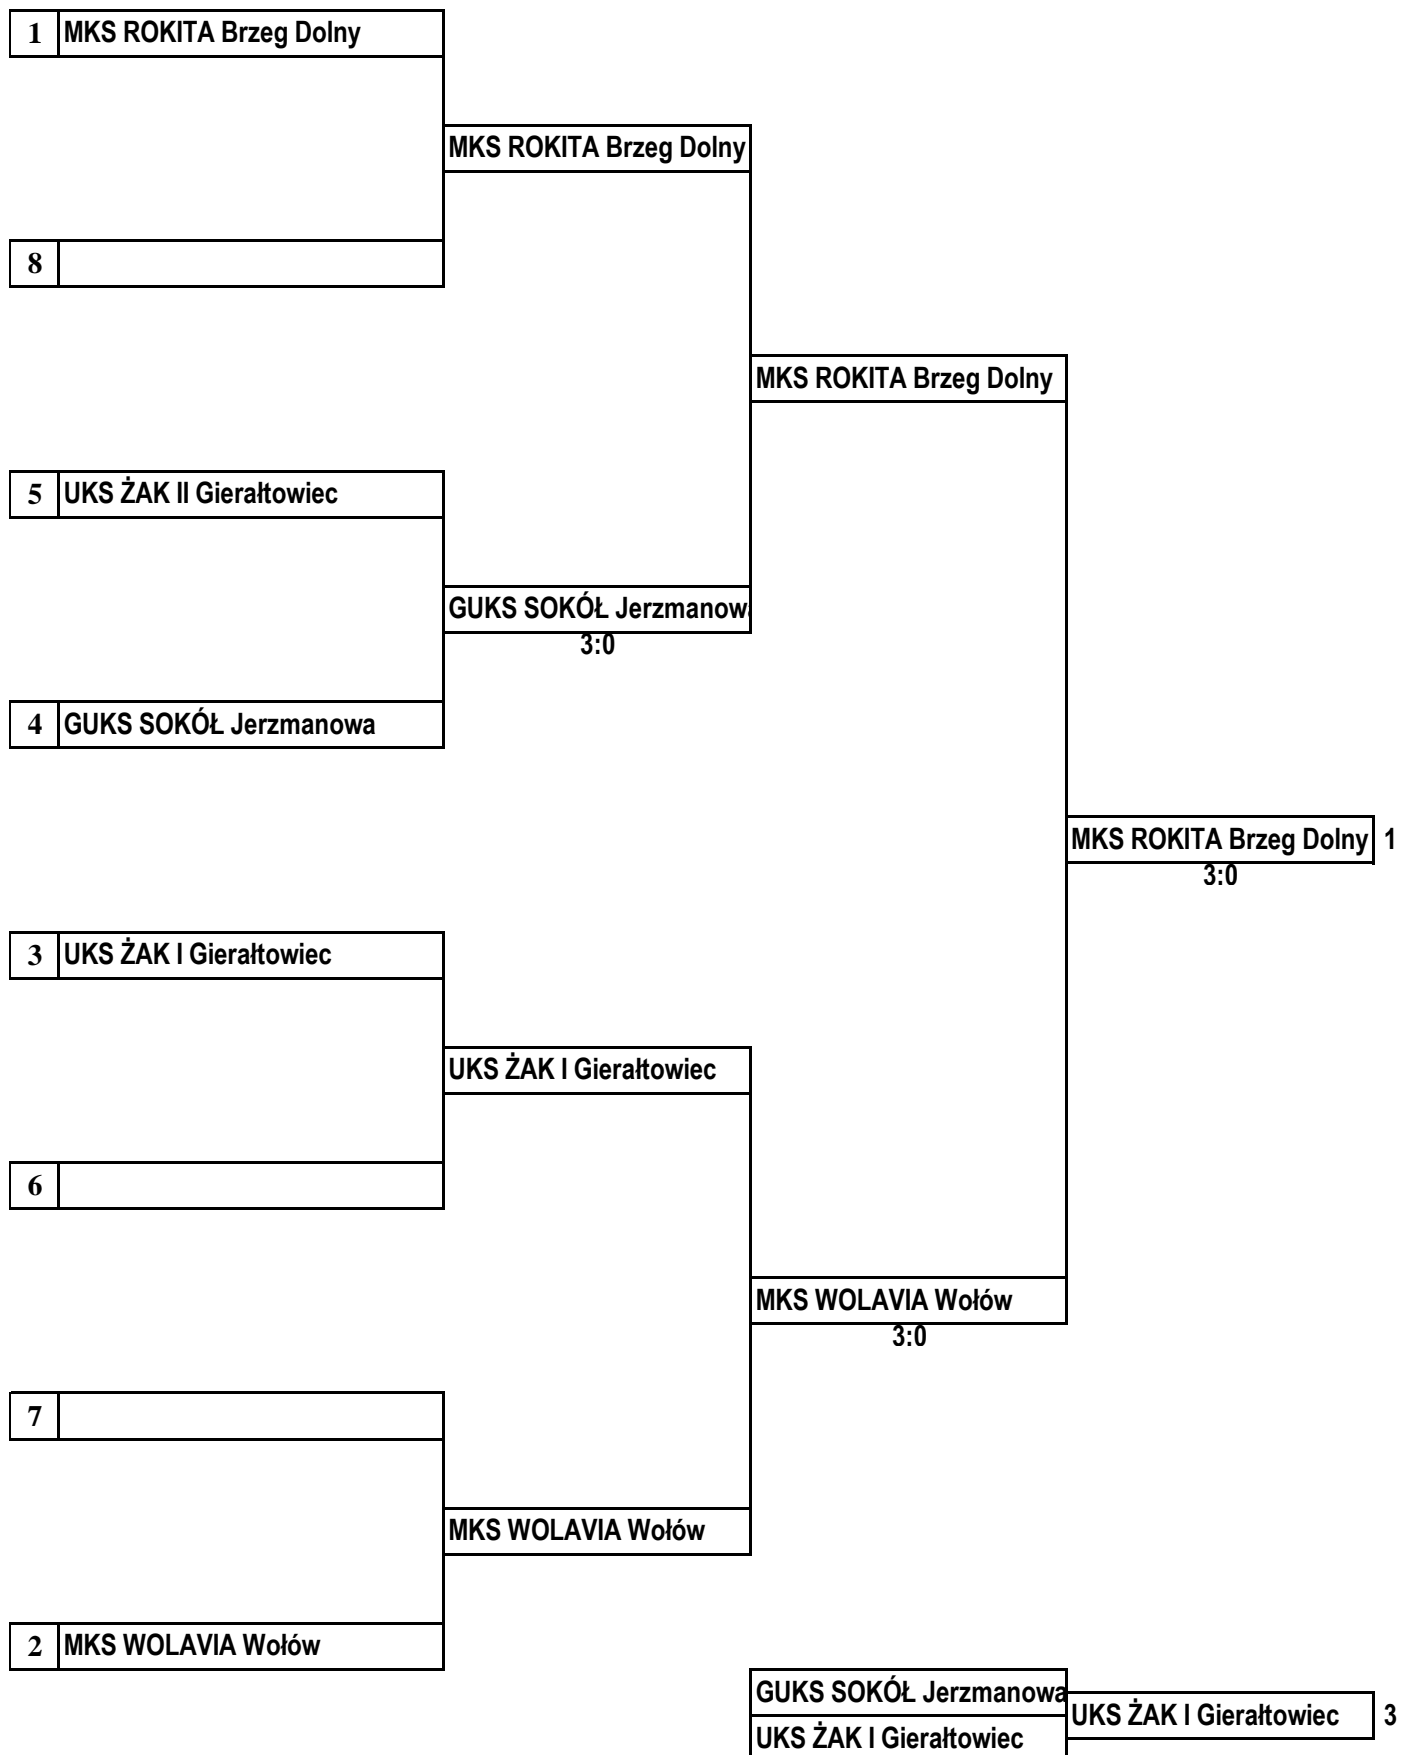 1 MKS ROKITA Brzeg Dolny
MKS ROKITA Brzeg Dolny
8
MKS ROKITA Brzeg Dolny
5 UKS ŻAK II Gierałtowiec
GUKS SOKÓŁ Jerzmanowa
3:0
4 GUKS SOKÓŁ Jerzmanowa
MKS ROKITA Brzeg Dolny 1
3:0
3 UKS ŻAK I Gierałtowiec
UKS ŻAK I Gierałtowiec
6
MKS WOLAVIA Wołów
3:0
7
MKS WOLAVIA Wołów
2 MKS WOLAVIA Wołów
GUKS SOKÓŁ Jerzmanowa
UKS ŻAK I Gierałtowiec 3
UKS ŻAK I Gierałtowiec